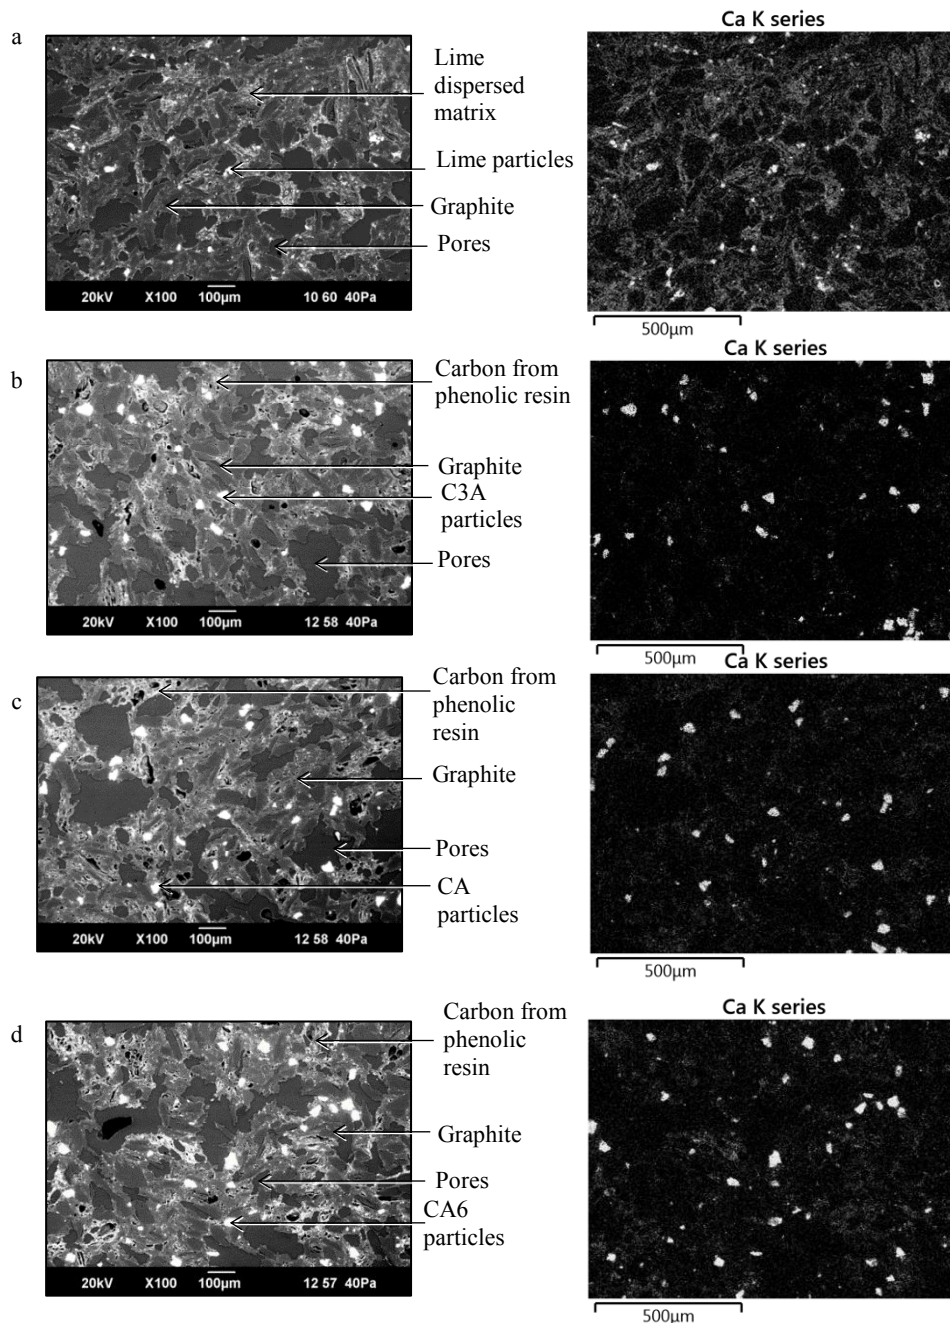 a
Ca K series
Lime
dispersed
matrix
Lime particles
Graphite
Pores
20kV X100 100µm 10 60 40Pa
500µm
b
Ca K series
Carbon from
phenolic resin
Graphite
C3A
particles
Pores
20kV X100 100µm 12 58 40Pa
500µm
c
Ca K series
Carbon from
phenolic
resin
Graphite
Pores
CA
particles
20kV X100 100µm 12 58 40Pa
500µm
d
Ca K series
Carbon from
phenolic
resin
Graphite
Pores
CA6
particles
20kV X100 100µm 12 57 40Pa
500µm